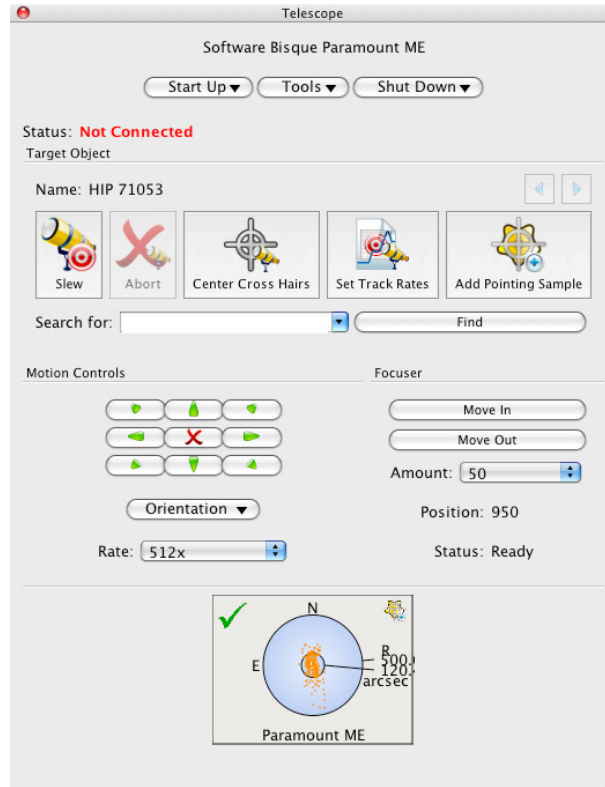 Telescope
Software Bisque Paramount ME
Start Up Tools Shut Down
Status: Not Connected
Target Object
Name: HIP 71053
Slew Abort Center Cross Hairs Set Track Rates Add Pointing Sample
Search for: Find
Motion Controls Focuser
Move In
Move Out
Amount: 50
Orientation Position: 950
Rate: 512x Status: Ready
N
R
E 500.
120.
arcsec
Paramount ME